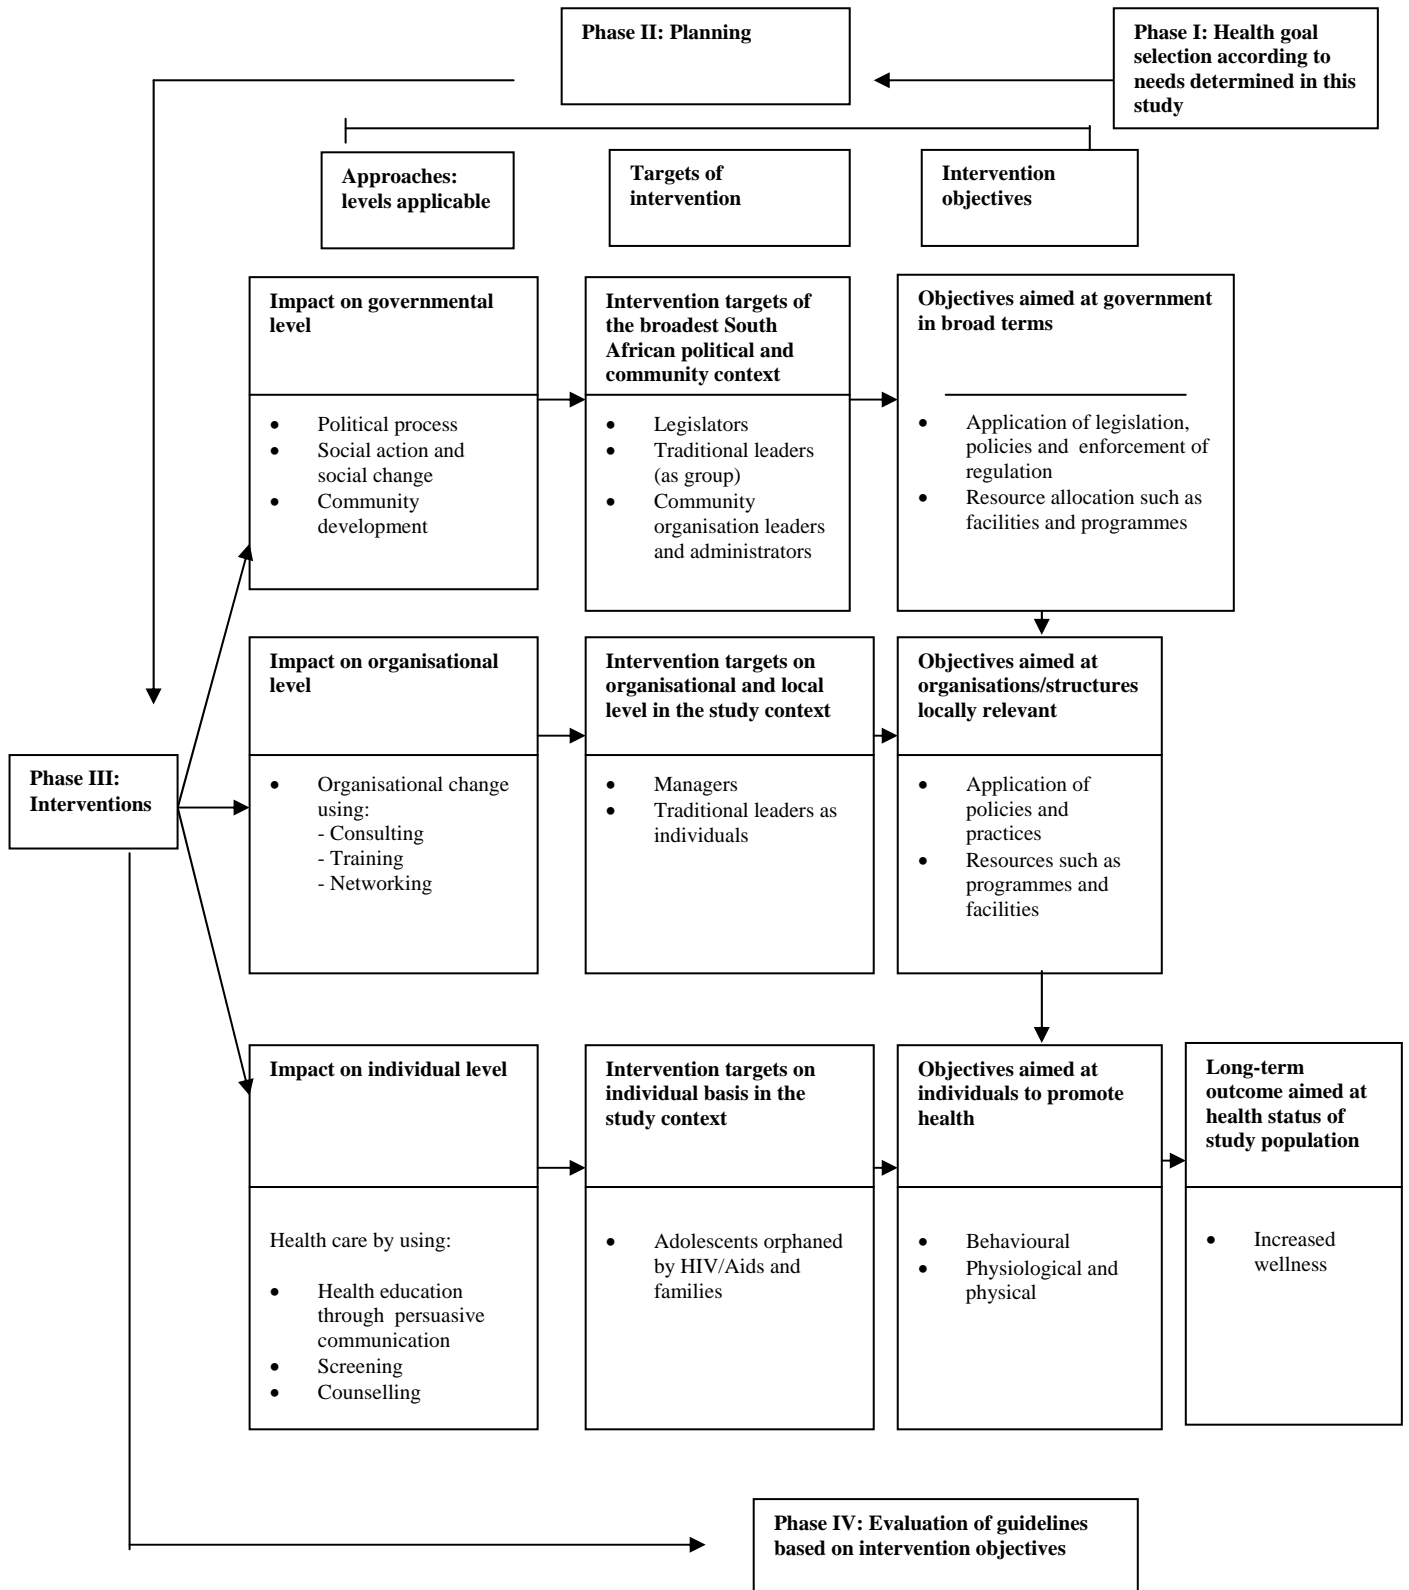 Phase II: Planning
Phase I: Health goal
selection according to
needs determined in this
study
Approaches:
levels applicable
Targets of
intervention
Intervention
objectives
Impact on governmental
level
• Political process
• Social action and
social change
• Community
development
Intervention targets of
the broadest South
African political and
community context
• Legislators
• Traditional leaders
(as group)
• Community
organisation leaders
and administrators
Objectives aimed at government
in broad terms
• Application of legislation,
policies and enforcement of
regulation
• Resource allocation such as
facilities and programmes
Phase III:
Interventions
Impact on organisational
level
• Organisational change
using:
- Consulting
- Training
- Networking
Intervention targets on
organisational and local
level in the study context
• Managers
• Traditional leaders as
individuals
Objectives aimed at
organisations/structures
locally relevant
• Application of
policies and
practices
• Resources such as
programmes and
facilities
Impact on individual level
Health care by using:
• Health education
through persuasive
communication
• Screening
• Counselling
Intervention targets on
individual basis in the
study context
• Adolescents orphaned
by HIV/Aids and
families
Objectives aimed at
individuals to promote
health
• Behavioural
• Physiological and
physical
Long-term
outcome aimed at
health status of
study population
• Increased
wellness
Phase IV: Evaluation of guidelines
based on intervention objectives